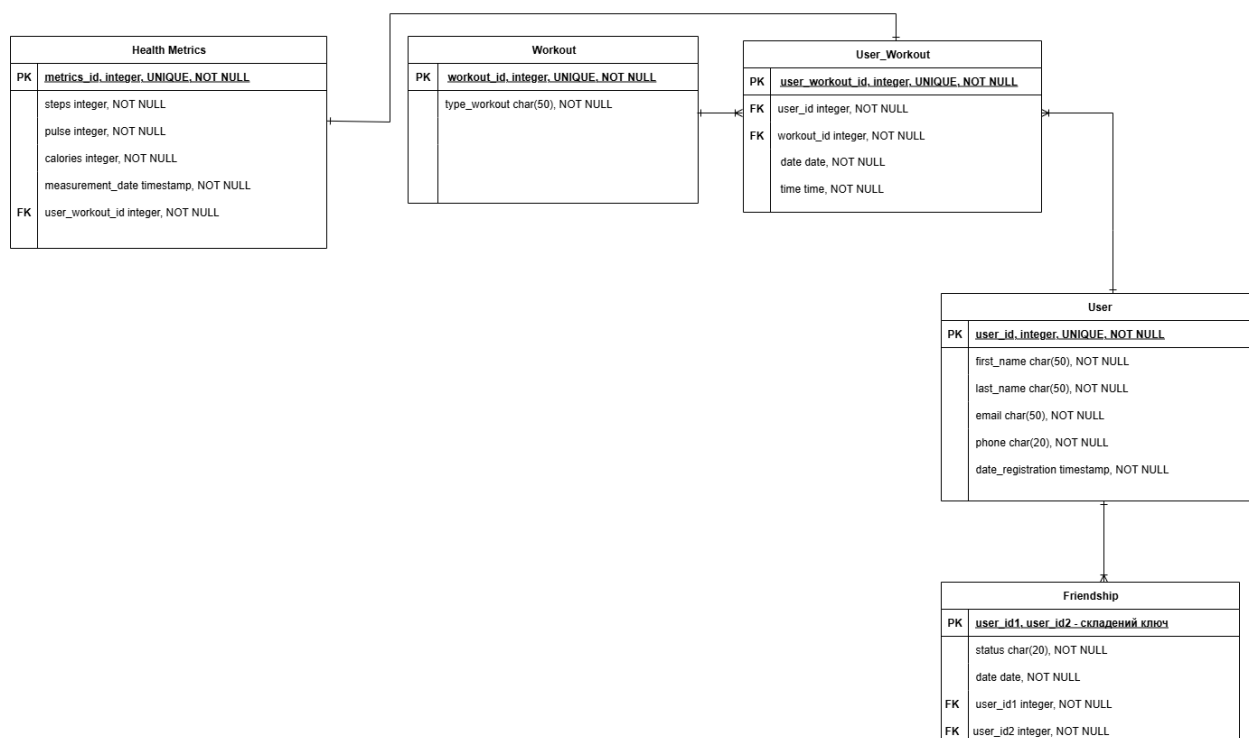 Health Metrics
PK metrics_id, integer, UNIQUE, NOT NULL
steps integer, NOT NULL
pulse integer, NOT NULL
calories integer, NOT NULL
measurement_date timestamp, NOT NULL
FK user_workout_id integer, NOT NULL
Workout
PK workout_id, integer, UNIQUE, NOT NULL
type_workout char(50), NOT NULL
User_Workout
PK user_workout_id, integer, UNIQUE, NOT NULL
FK user_id integer, NOT NULL
FK workout_id integer, NOT NULL
date date, NOT NULL
time time, NOT NULL
User
PK user_id, integer, UNIQUE, NOT NULL
first_name char(50), NOT NULL
last_name char(50), NOT NULL
email char(50), NOT NULL
phone char(20), NOT NULL
date_registration timestamp, NOT NULL
Friendship
PK user_id1, user_id2 - складений ключ
status char(20), NOT NULL
date date, NOT NULL
FK user_id1 integer, NOT NULL
FK user_id2 integer, NOT NULL